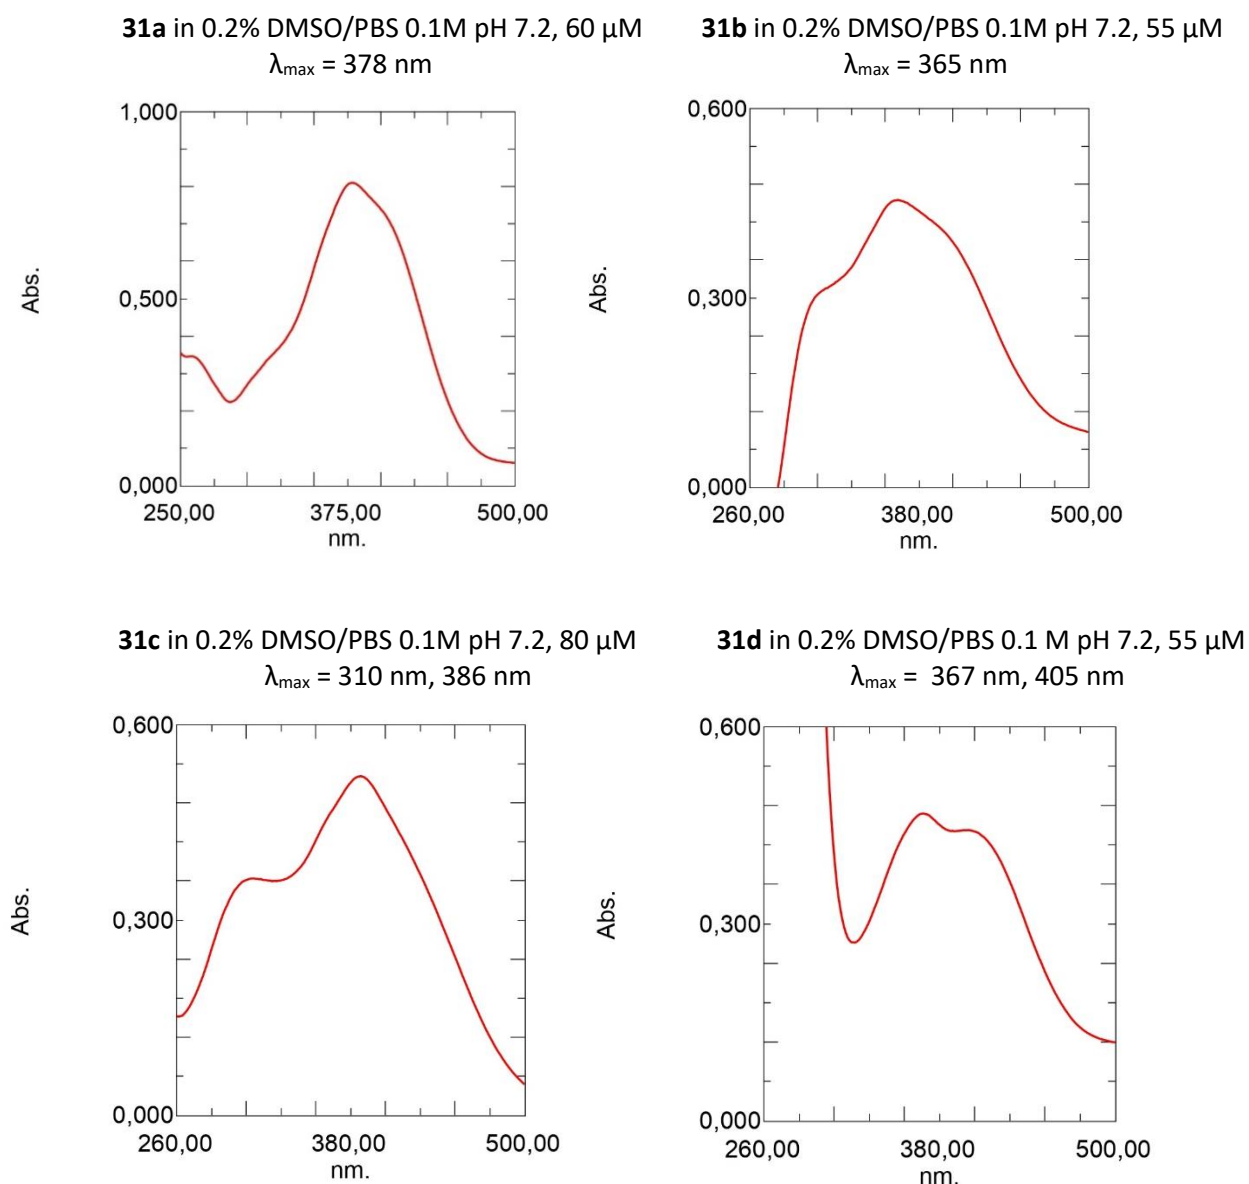 31a in 0.2% DMSO/PBS 0.1M pH 7.2, 60 µM
λmax = 378 nm
1,000
0,500
0,000
Abs.
250,00
375,00
500,00
nm.
31b in 0.2% DMSO/PBS 0.1M pH 7.2, 55 µM
λmax = 365 nm
0,600
0,300
0,000
Abs.
260,00
380,00
500,00
nm.
31c in 0.2% DMSO/PBS 0.1M pH 7.2, 80 µM
λmax = 310 nm, 386 nm
0,600
0,300
0,000
Abs.
260,00
380,00
500,00
nm.
31d in 0.2% DMSO/PBS 0.1 M pH 7.2, 55 µM
λmax = 367 nm, 405 nm
0,600
0,300
0,000
Abs.
260,00
380,00
500,00
nm.